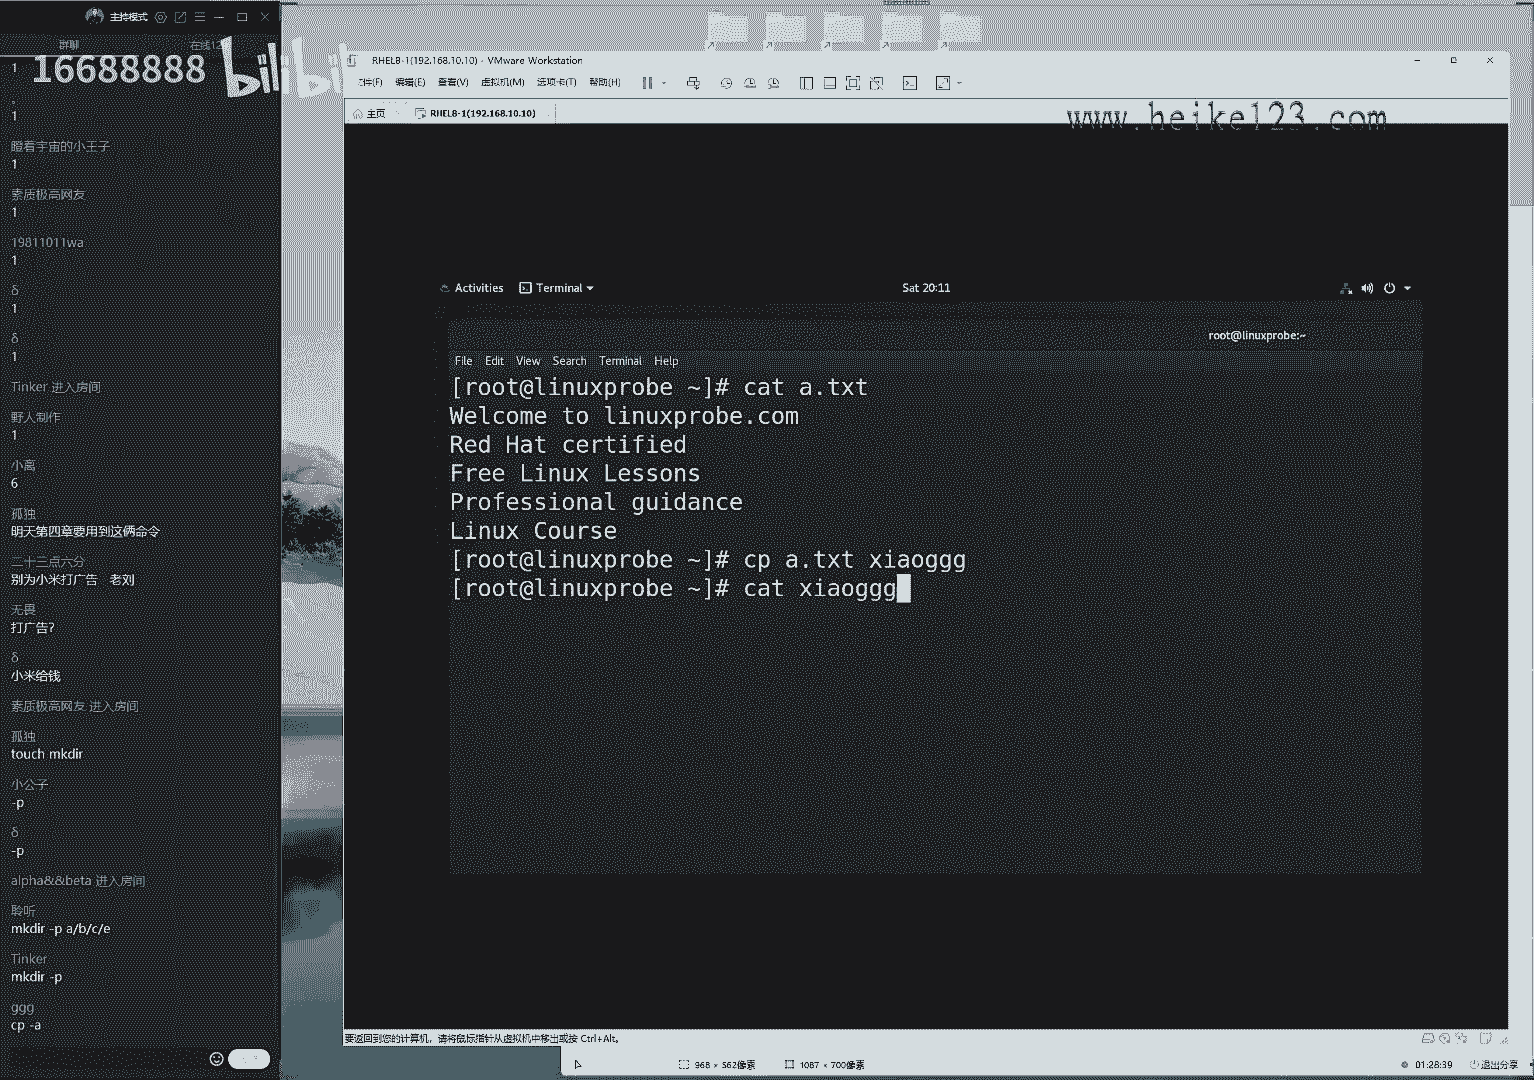 主持模式
群聊
在线12
1
16688888
bilibili
。
1
瞪着宇宙的小王子
1
素质极高网友
1
19811011wa
1
δ
1
δ
1
Tinker 进入房间
野人制作
1
小离
6
孤独
明天第四章要用到这俩命令
二十三点六分
别为小米打广告 老刘
无畏
打广告?
δ
小米给钱
素质极高网友 进入房间
孤独
touch mkdir
小公子
-p
δ
-p
alpha&&beta 进入房间
聆听
mkdir -p a/b/c/e
Tinker
mkdir -p
ggg
cp -a
RHEL8-1(192.168.10.10) - VMware Workstation
文件(F) 编辑(E) 查看(V) 虚拟机(M) 选项卡(T) 帮助(H)
主页 RHEL8-1(192.168.10.10)
www.heike123.com
Activities Terminal Sat 20:11
root@linuxprobe:~
File Edit View Search Terminal Help
[root@linuxprobe ~]# cat a.txt
Welcome to linuxprobe.com
Red Hat certified
Free Linux Lessons
Professional guidance
Linux Course
[root@linuxprobe ~]# cp a.txt xiaoggg
[root@linuxprobe ~]# cat xiaoggg
要返回到您的计算机，请将鼠标指针从虚拟机中移出或按 Ctrl+Alt。
968 × 562像素 1087 × 700像素 01:28:39 退出分享